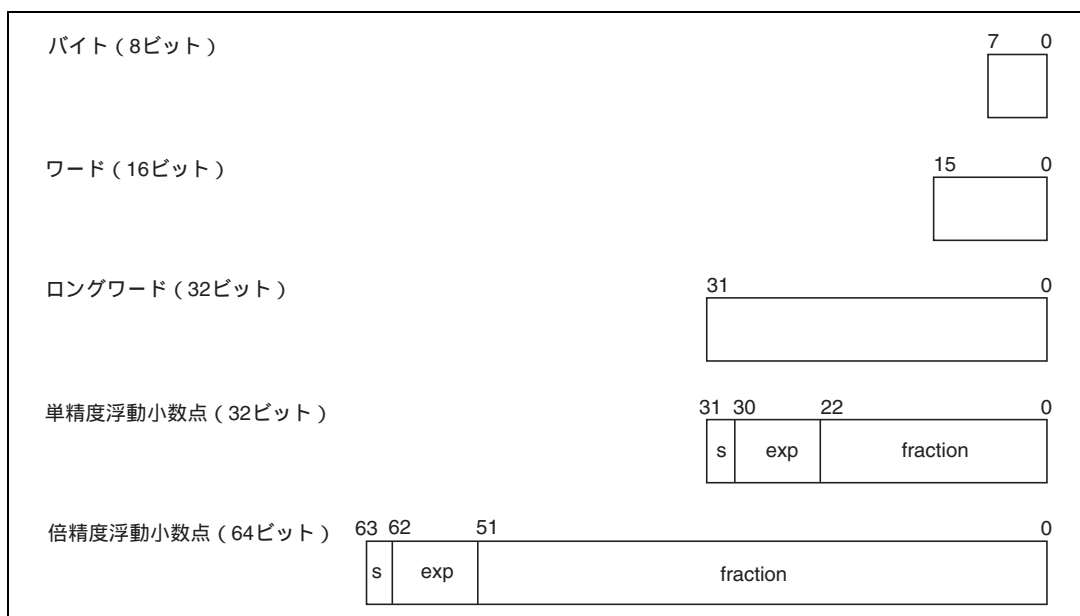 バイト（8ビット）
7 0
ワード（16ビット）
15 0
ロングワード（32ビット）
31 0
単精度浮動小数点（32ビット）
31 30 22 0
s exp fraction
倍精度浮動小数点（64ビット）
63 62 51 0
s exp fraction